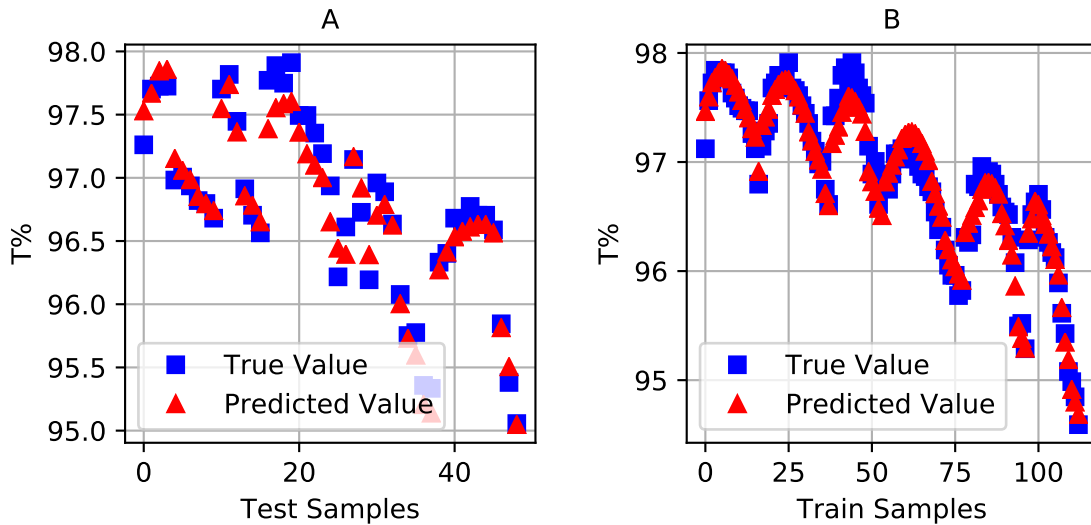 A
98.0
97.5
97.0
96.5
96.0
95.5
95.0
T%
0
20
40
Test Samples
True Value
Predicted Value
B
98
97
96
95
T%
0
25
50
75
100
Train Samples
True Value
Predicted Value